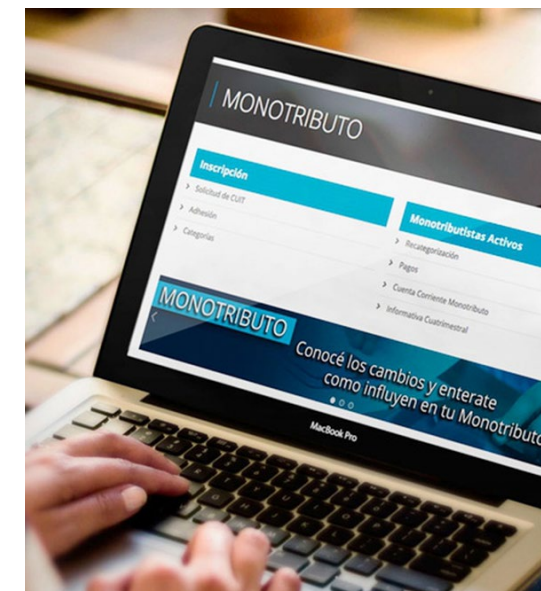 MONOTRIBUTO
Inscripción
Solicitud de CUIT
Adhesión
Categorías
Monotributistas Activos
Recategorización
Pagos
Cuenta Corriente Monotributo
Informativa Cuatrimestral
MONOTRIBUTO
Conocé los cambios y enterate
como influyen en tu Monotributo
MacBook Pro